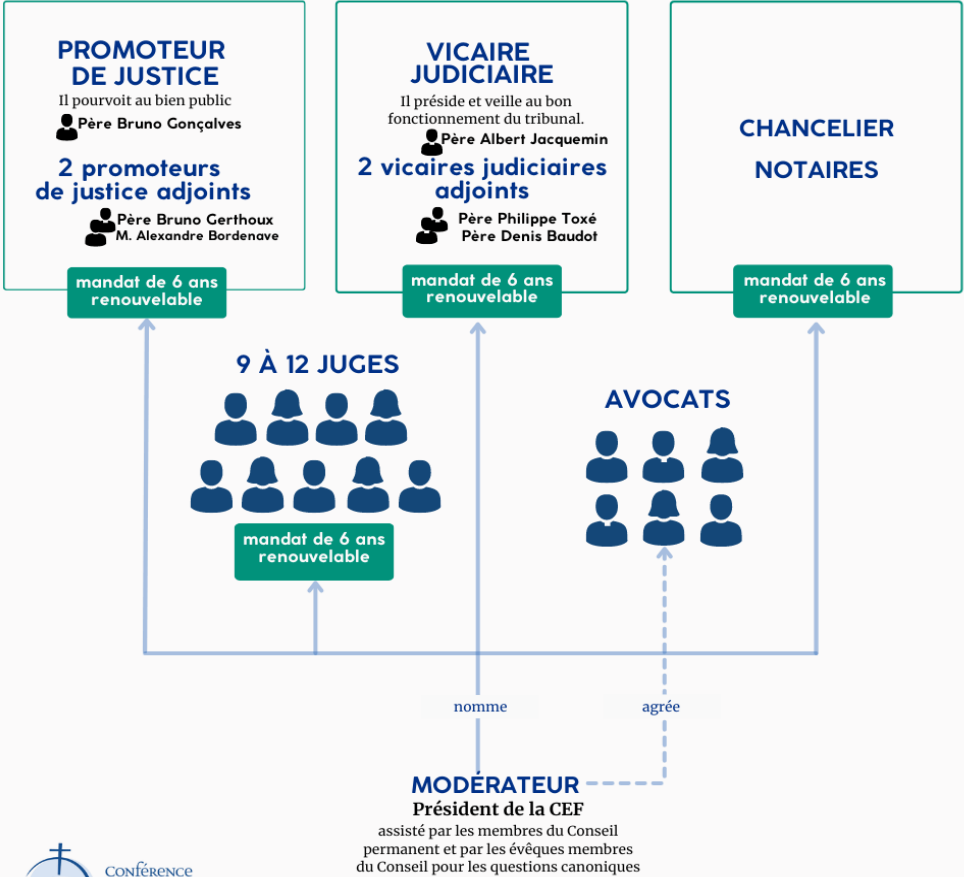 PROMOTEUR
DE JUSTICE
Il pourvoit au bien public
Père Bruno Gonçalves
2 promoteurs
de justice adjoints
Père Bruno Gerthoux
M. Alexandre Bordenave
mandat de 6 ans
renouvelable
VICAIRE
JUDICIAIRE
Il préside et veille au bon
fonctionnement du tribunal.
Père Albert Jacquemin
2 vicaires judiciaires
adjoints
Père Philippe Toxé
Père Denis Baudot
mandat de 6 ans
renouvelable
CHANCELIER
NOTAIRES
mandat de 6 ans
renouvelable
9 À 12 JUGES
mandat de 6 ans
renouvelable
AVOCATS
nomme
agrée
MODÉRATEUR
Président de la CEF
assisté par les membres du Conseil
permanent et par les évêques membres
du Conseil pour les questions canoniques
Conférence